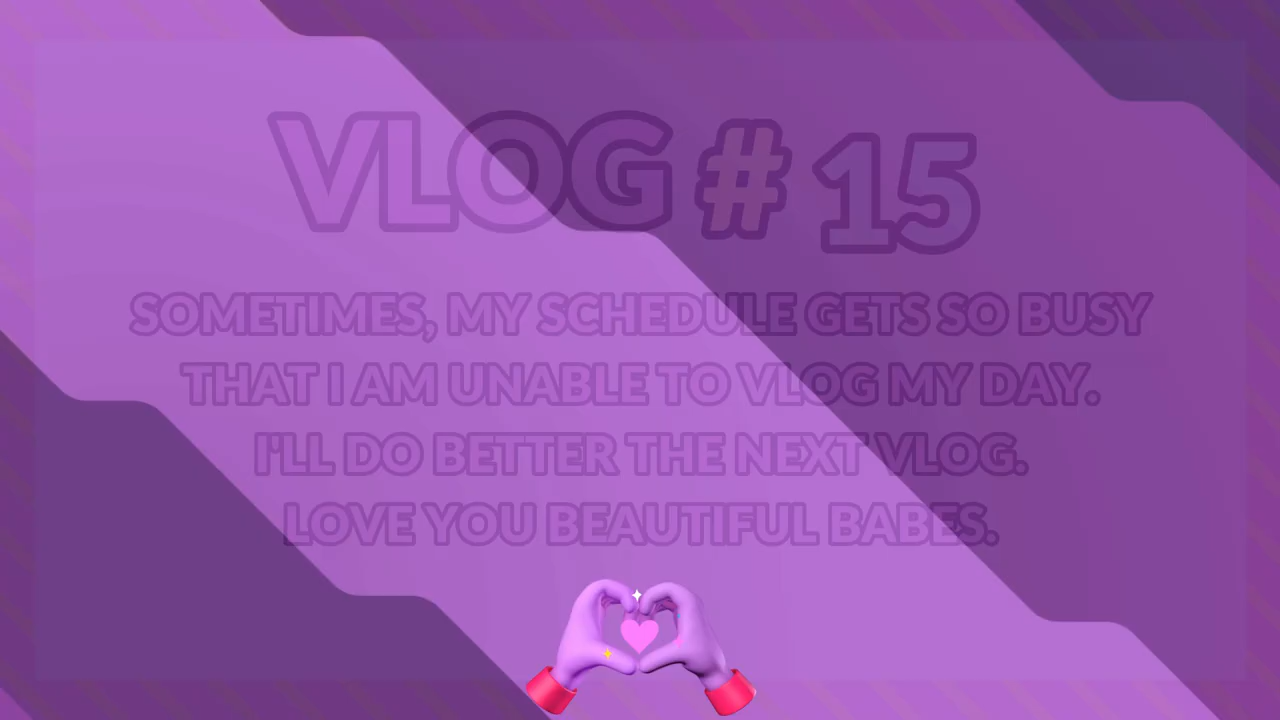 VLOG # 15
SOMETIMES, MY SCHEDULE GETS SO BUSY
THAT I AM UNABLE TO VLOG MY DAY.
I'LL DO BETTER THE NEXT VLOG.
LOVE YOU BEAUTIFUL BABES.